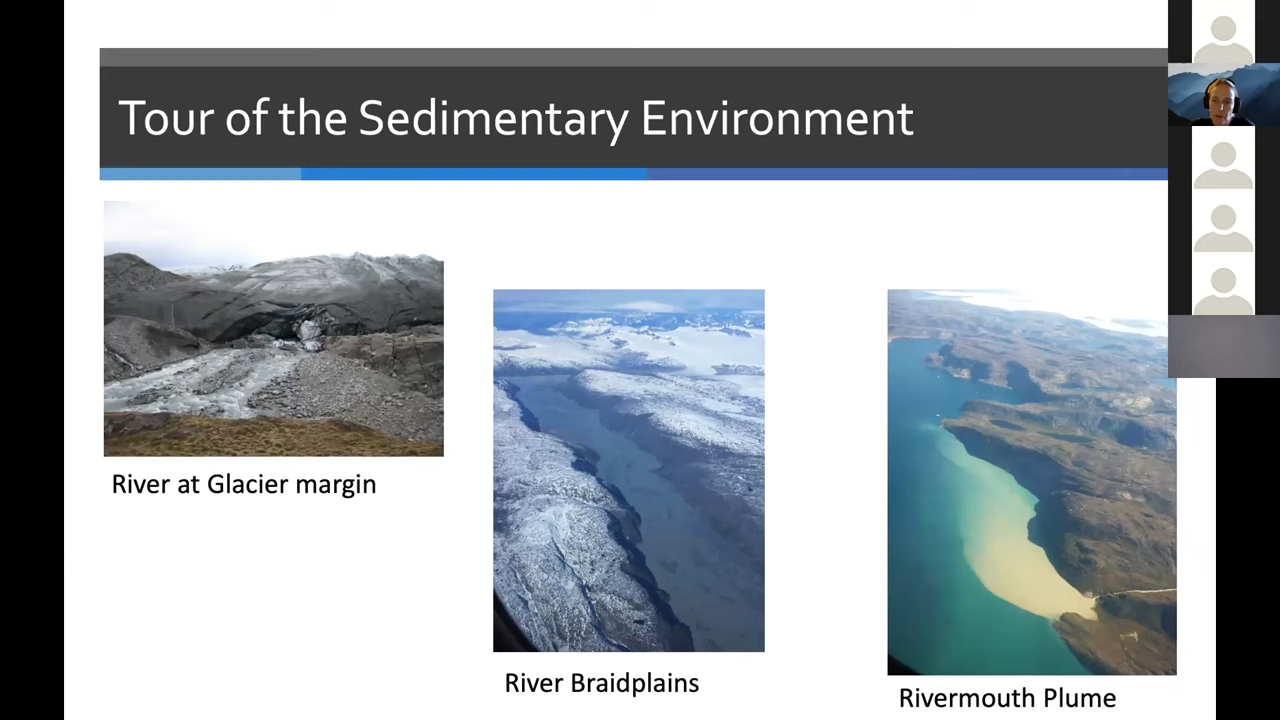 Tour of the Sedimentary Environment
River at Glacier margin
River Braidplains
Rivermouth Plume